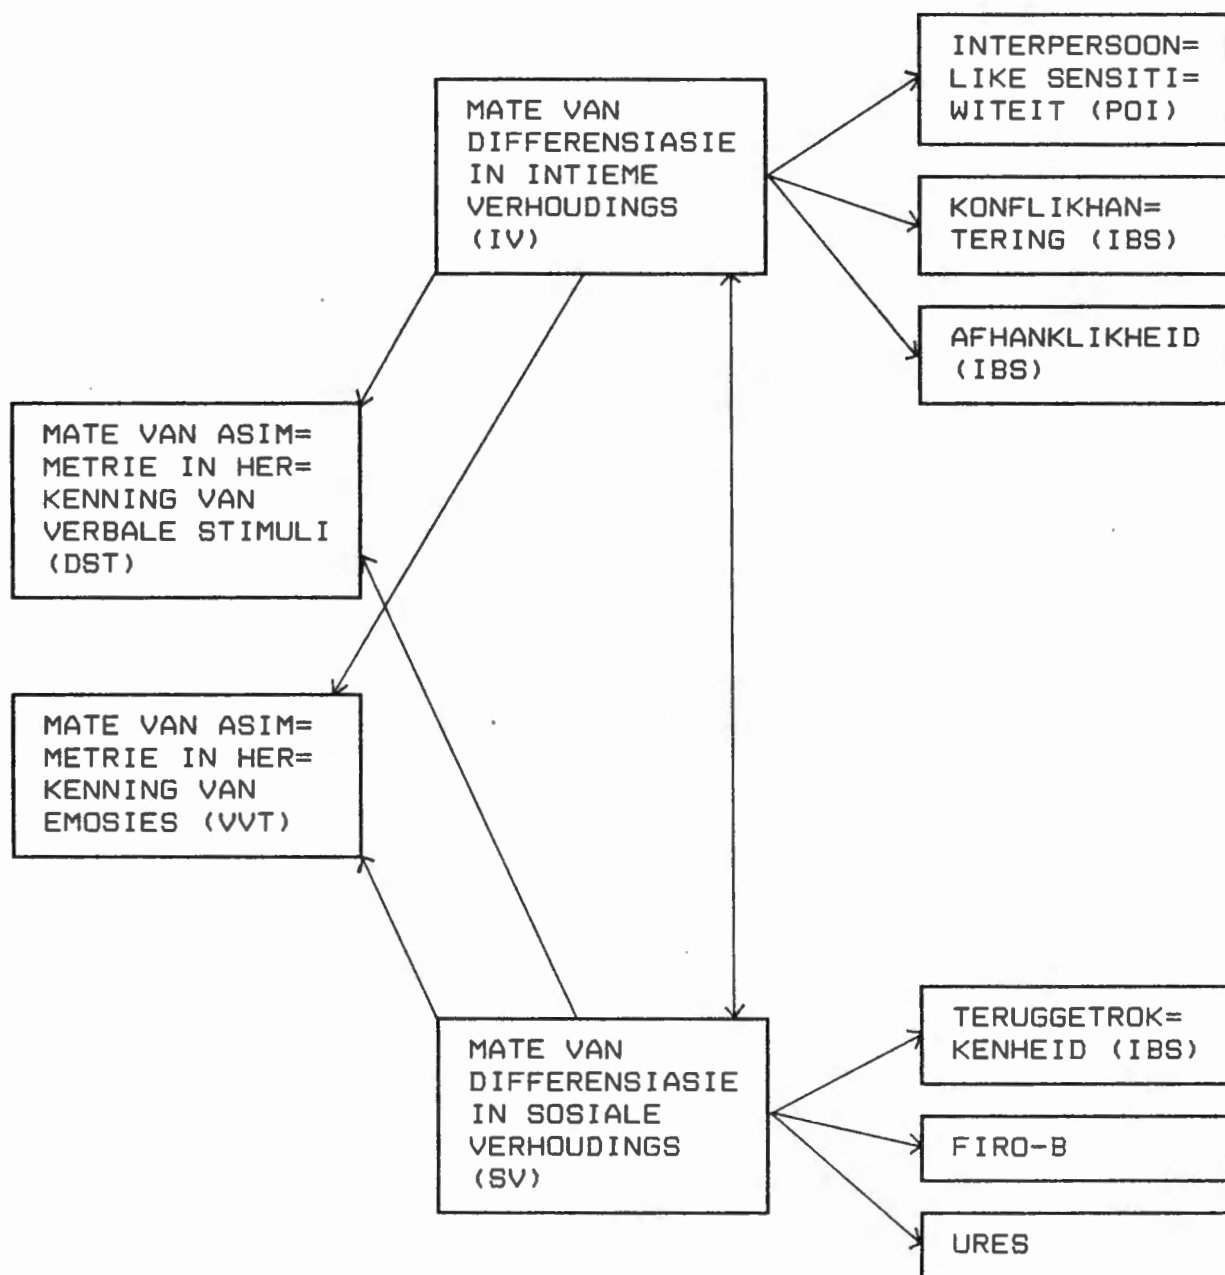 INTERPERSOON=
LIKE SENSITI=
WITEIT (POI)
MATE VAN
DIFFERENSIASIE
IN INTIEME
VERHOUDINGS
(IV)
KONFLIKHAN=
TERING (IBS)
AFHANKLIKHEID
(IBS)
MATE VAN ASIM=
METRIE IN HER=
KENNING VAN
VERBALE STIMULI
(DST)
MATE VAN ASIM=
METRIE IN HER=
KENNING VAN
EMOSIES (VVT)
MATE VAN
DIFFERENSIASIE
IN SOSIALE
VERHOUDINGS
(SV)
TERUGGETROK=
KENHEID (IBS)
FIRO-B
URES